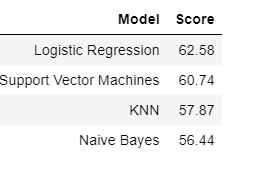 Model Score
Logistic Regression 62.58
Support Vector Machines 60.74
KNN 57.87
Naive Bayes 56.44